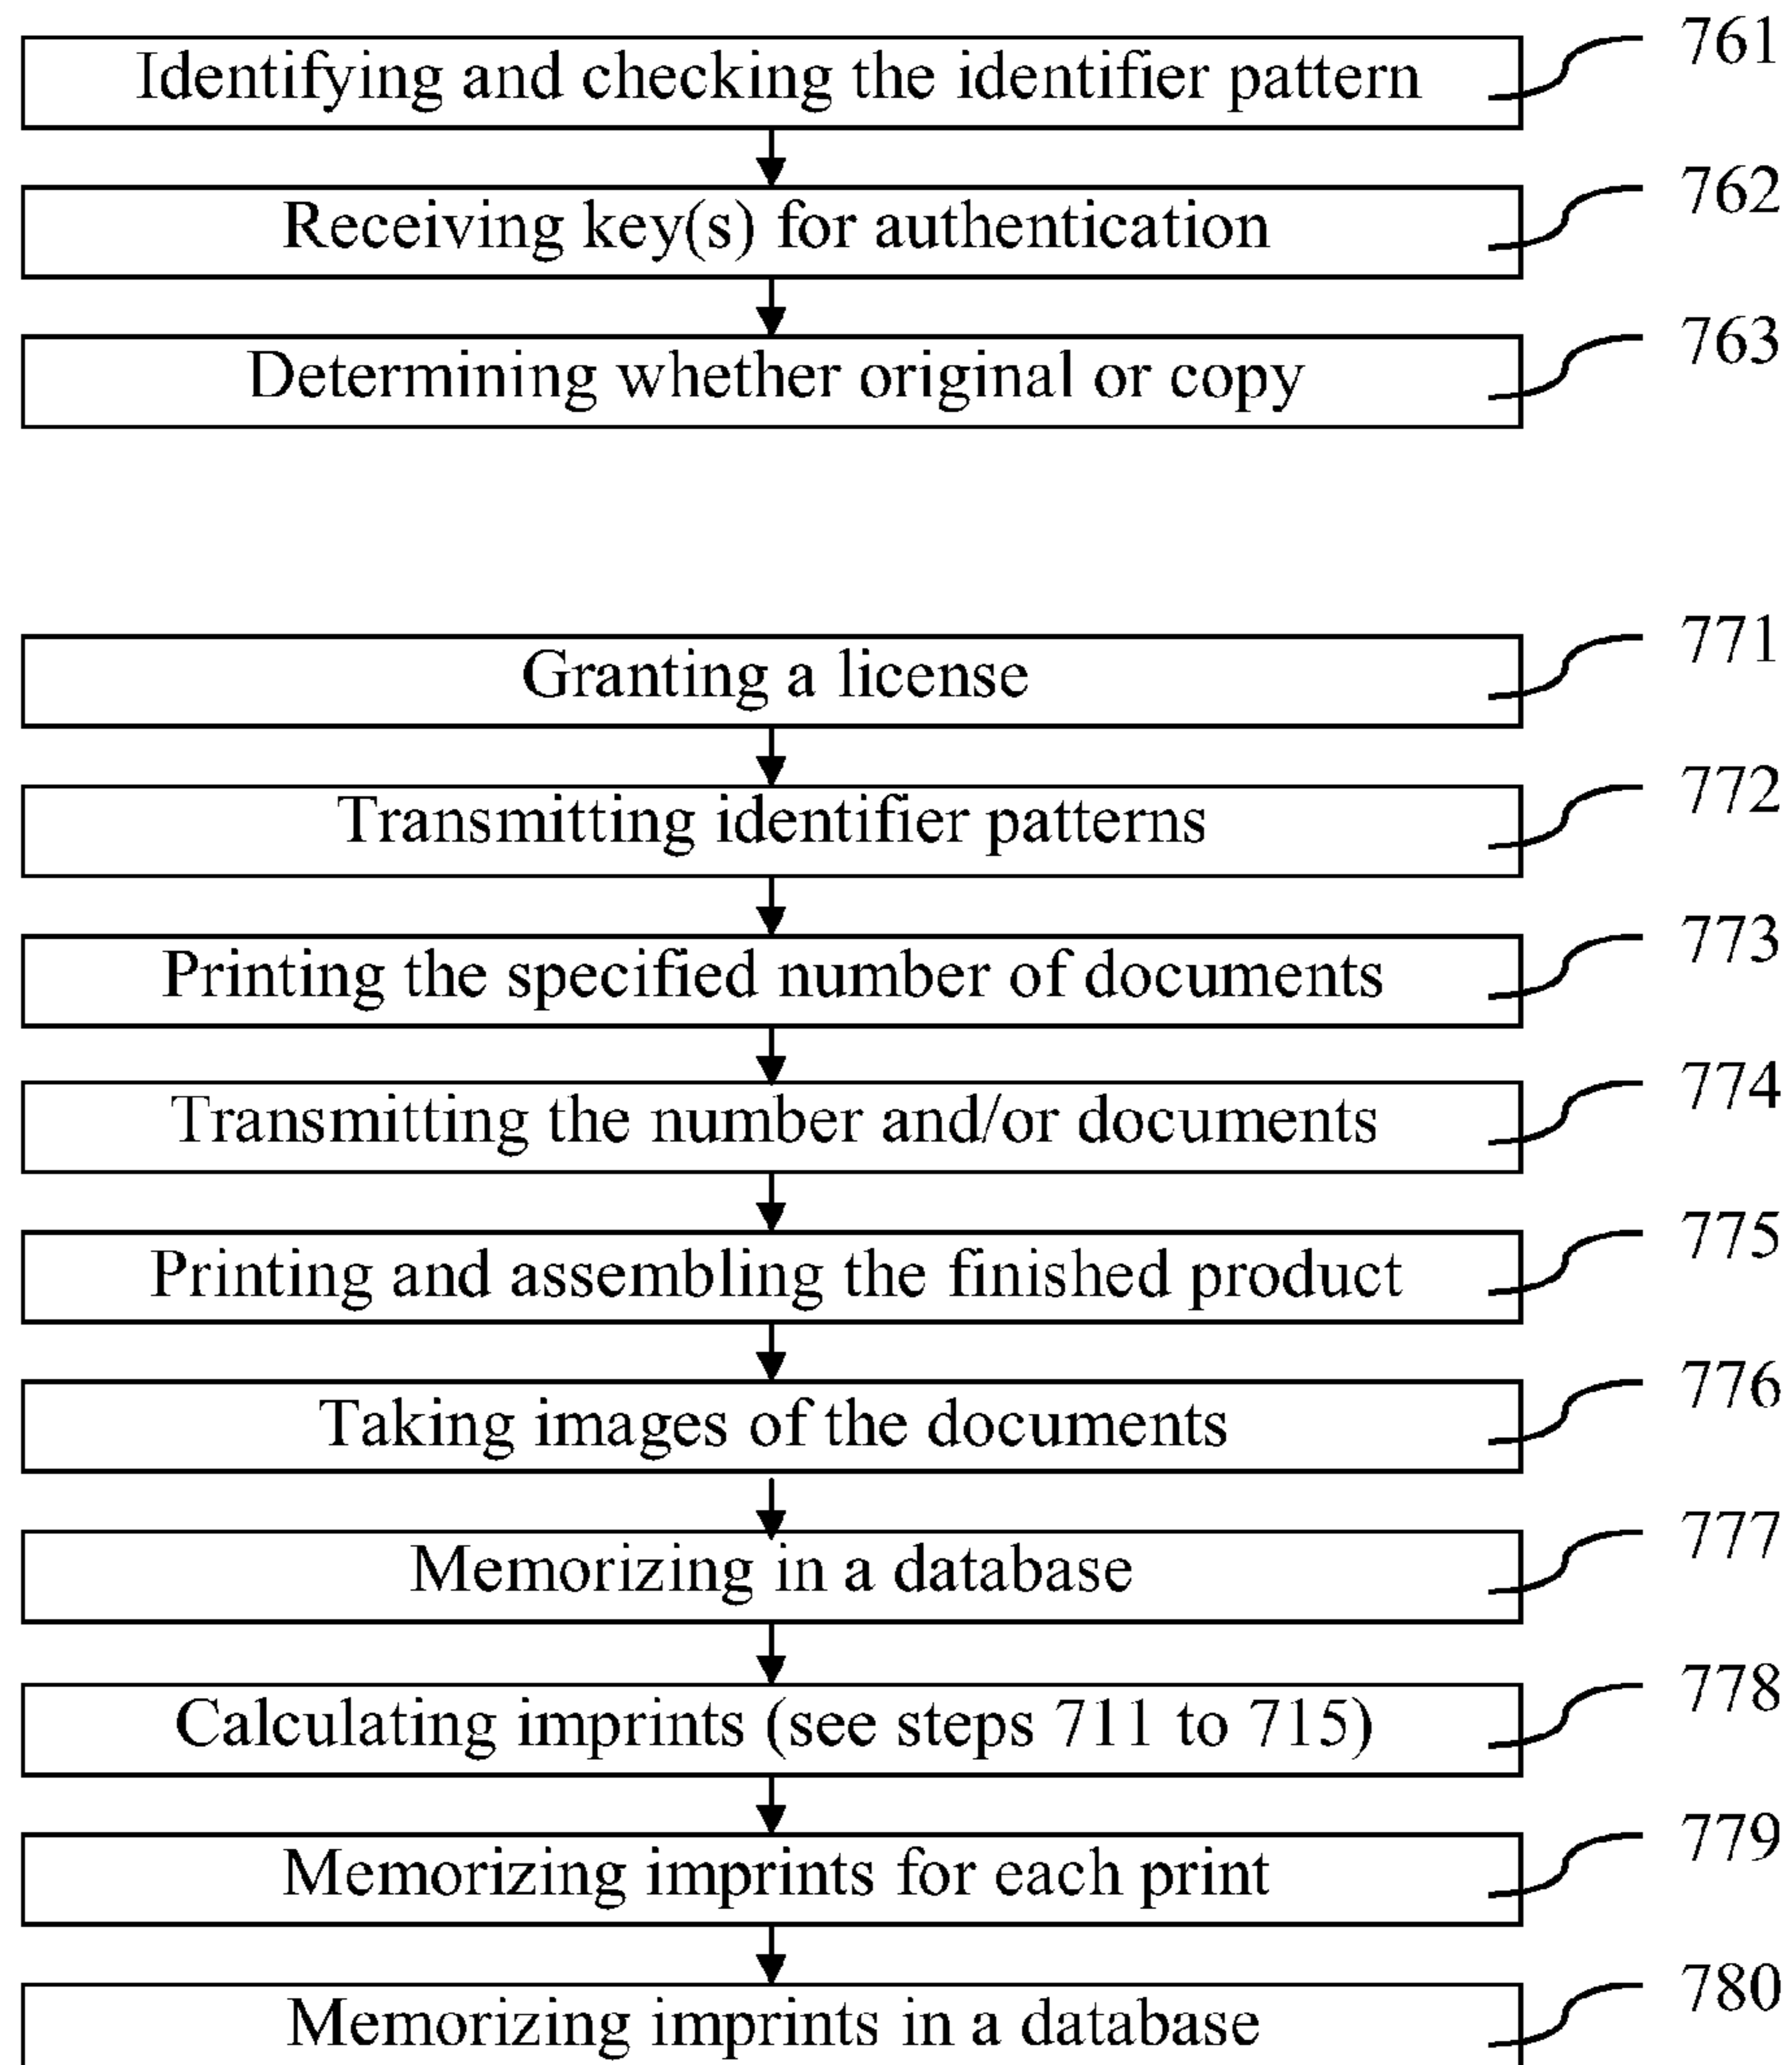 Identifying and checking the identifier pattern 761
Receiving key(s) for authentication 762
Determining whether original or copy 763
Granting a license 771
Transmitting identifier patterns 772
Printing the specified number of documents 773
Transmitting the number and/or documents 774
Printing and assembling the finished product 775
Taking images of the documents 776
Memorizing in a database 777
Calculating imprints (see steps 711 to 715) 778
Memorizing imprints for each print 779
Memorizing imprints in a database 780